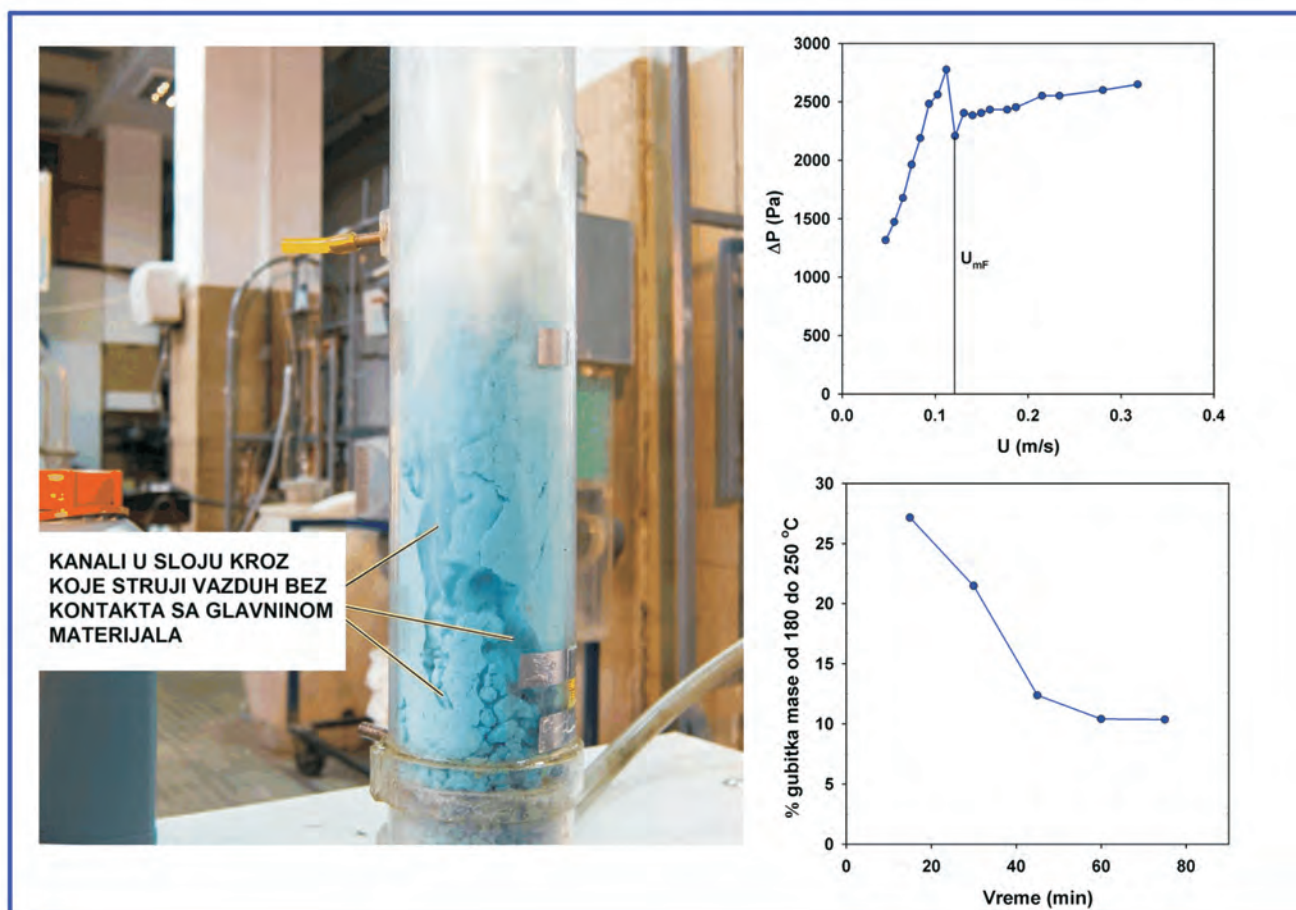 KANALI U SLOJU KROZ
KOJE STRUJI VAZDUH BEZ
KONTAKTA SA GLAVNINOM
MATERIJALA
3000
2500
2000
1500
1000
500
0
ΔP (Pa)
U_mF
0.0 0.1 0.2 0.3 0.4
U (m/s)
30
25
20
15
10
5
0
% gubitka mase od 180 do 250 °C
0 20 40 60 80
Vreme (min)